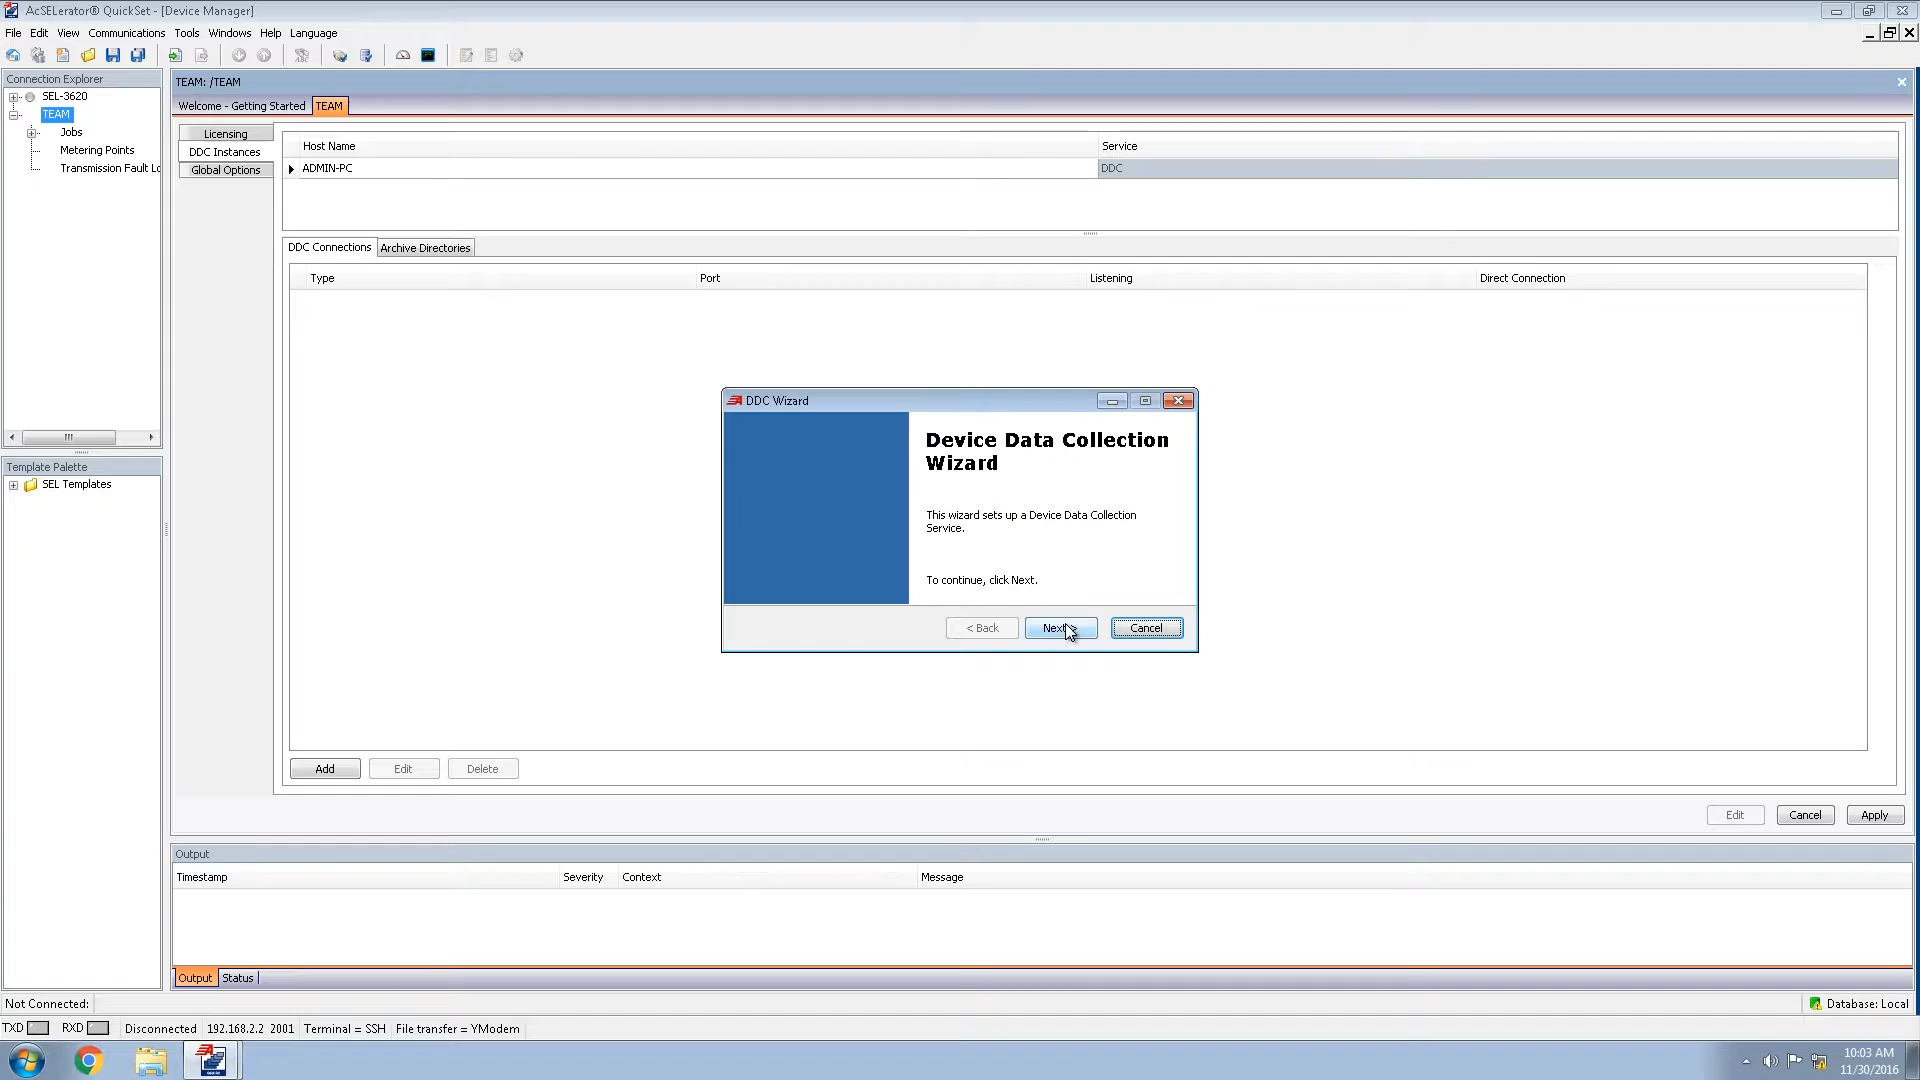 AcSELerator® QuickSet - [Device Manager]
File Edit View Communications Tools Windows Help Language
Connection Explorer
SEL-3620
TEAM
Jobs
Metering Points
Transmission Fault Lo
Template Palette
SEL Templates
TEAM: /TEAM
Welcome - Getting Started TEAM
Licensing
DDC Instances
Global Options
Host Name Service
ADMIN-PC DDC
DDC Connections Archive Directories
Type Port Listening Direct Connection
DDC Wizard
Device Data Collection
Wizard
This wizard sets up a Device Data Collection
Service.
To continue, click Next.
< Back Next Cancel
Add Edit Delete
Edit Cancel Apply
Output
Timestamp Severity Context Message
Output Status
Not Connected: Database: Local
TXD RXD Disconnected 192.168.2.2 2001 Terminal = SSH File transfer = YModem
10:03 AM
11/30/2016